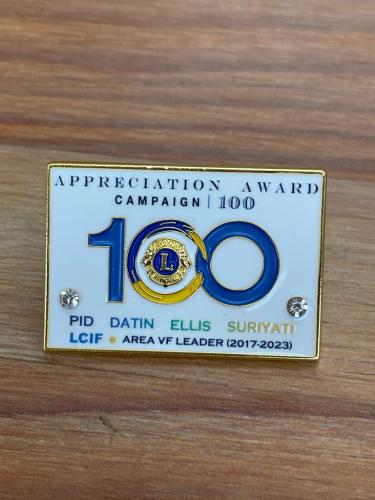 APPRECIATION AWARD
CAMPAIGN | 100
100
L
PID DATIN ELLIS SURIYATI
LCIF • AREA VF LEADER (2017-2023)